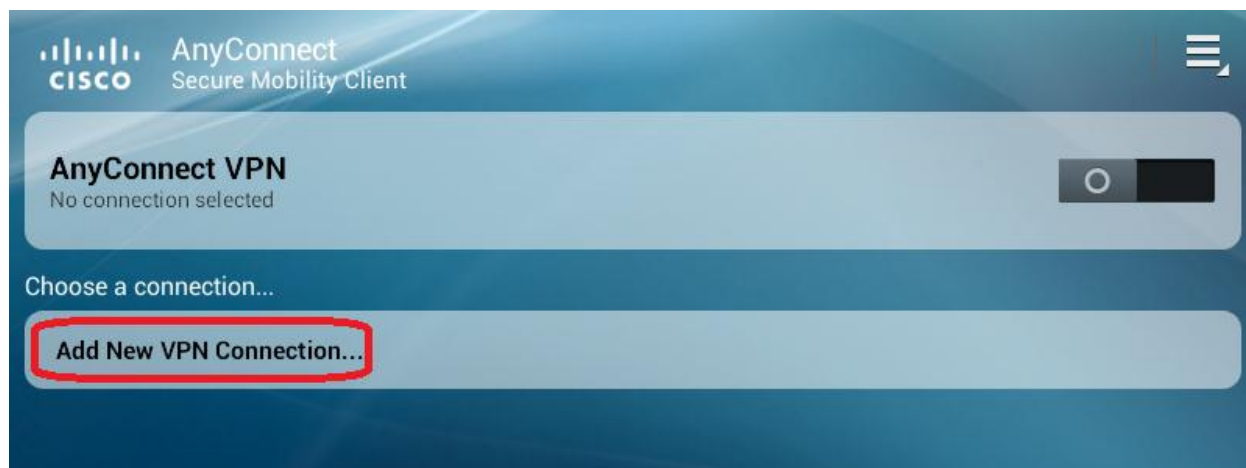 AnyConnect
CISCO Secure Mobility Client
AnyConnect VPN
No connection selected
Choose a connection...
Add New VPN Connection...